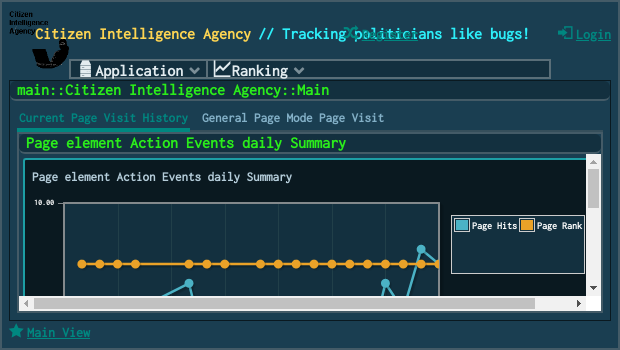 Citizen
Intelligence
Agency
Citizen Intelligence Agency // Tracking politicians like bugs!
Register
Login
Application
Ranking
main::Citizen Intelligence Agency::Main
Current Page Visit History
General Page Mode Page Visit
Page element Action Events daily Summary
Page element Action Events daily Summary
10.00
Page Hits
Page Rank
Main View